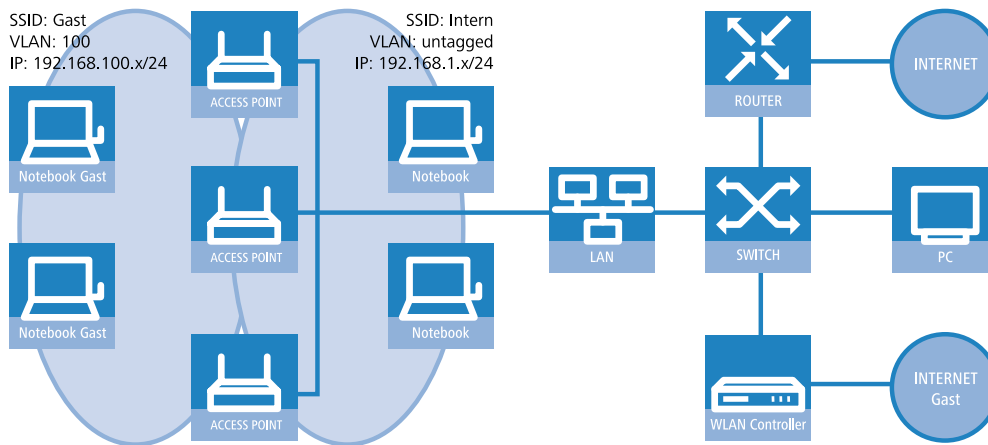 SSID: Gast
VLAN: 100
IP: 192.168.100.x/24
SSID: Intern
VLAN: untagged
IP: 192.168.1.x/24
ACCESS POINT
ROUTER
INTERNET
Notebook Gast
Notebook
ACCESS POINT
LAN
SWITCH
PC
Notebook Gast
Notebook
ACCESS POINT
WLAN Controller
INTERNET
Gast